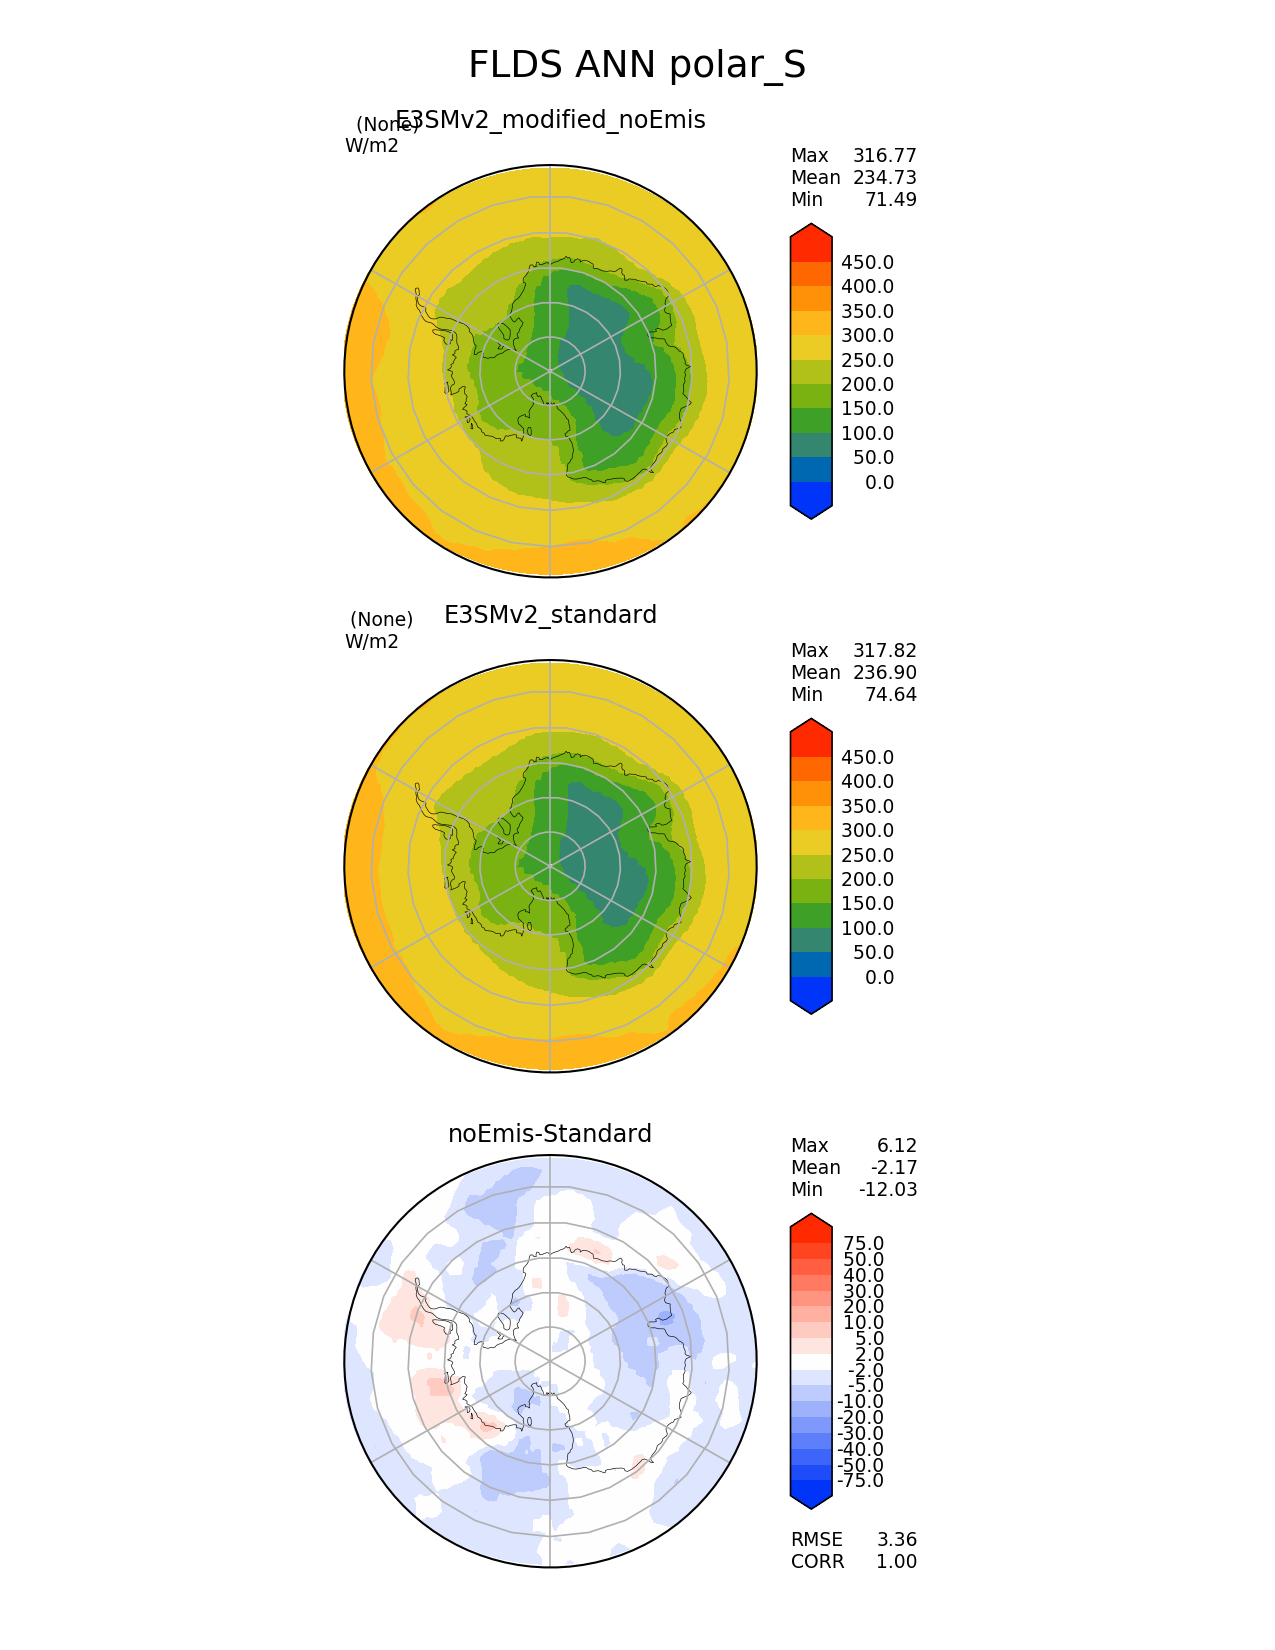 FLDS ANN polar_S
E3SMv2_modified_noEmis
(None)
W/m2
Max 316.77
Mean 234.73
Min 71.49
450.0
400.0
350.0
300.0
250.0
200.0
150.0
100.0
50.0
0.0
E3SMv2_standard
(None)
W/m2
Max 317.82
Mean 236.90
Min 74.64
450.0
400.0
350.0
300.0
250.0
200.0
150.0
100.0
50.0
0.0
noEmis-Standard
Max 6.12
Mean -2.17
Min -12.03
75.0
50.0
40.0
30.0
20.0
10.0
5.0
2.0
-2.0
-5.0
-10.0
-20.0
-30.0
-40.0
-50.0
-75.0
RMSE 3.36
CORR 1.00